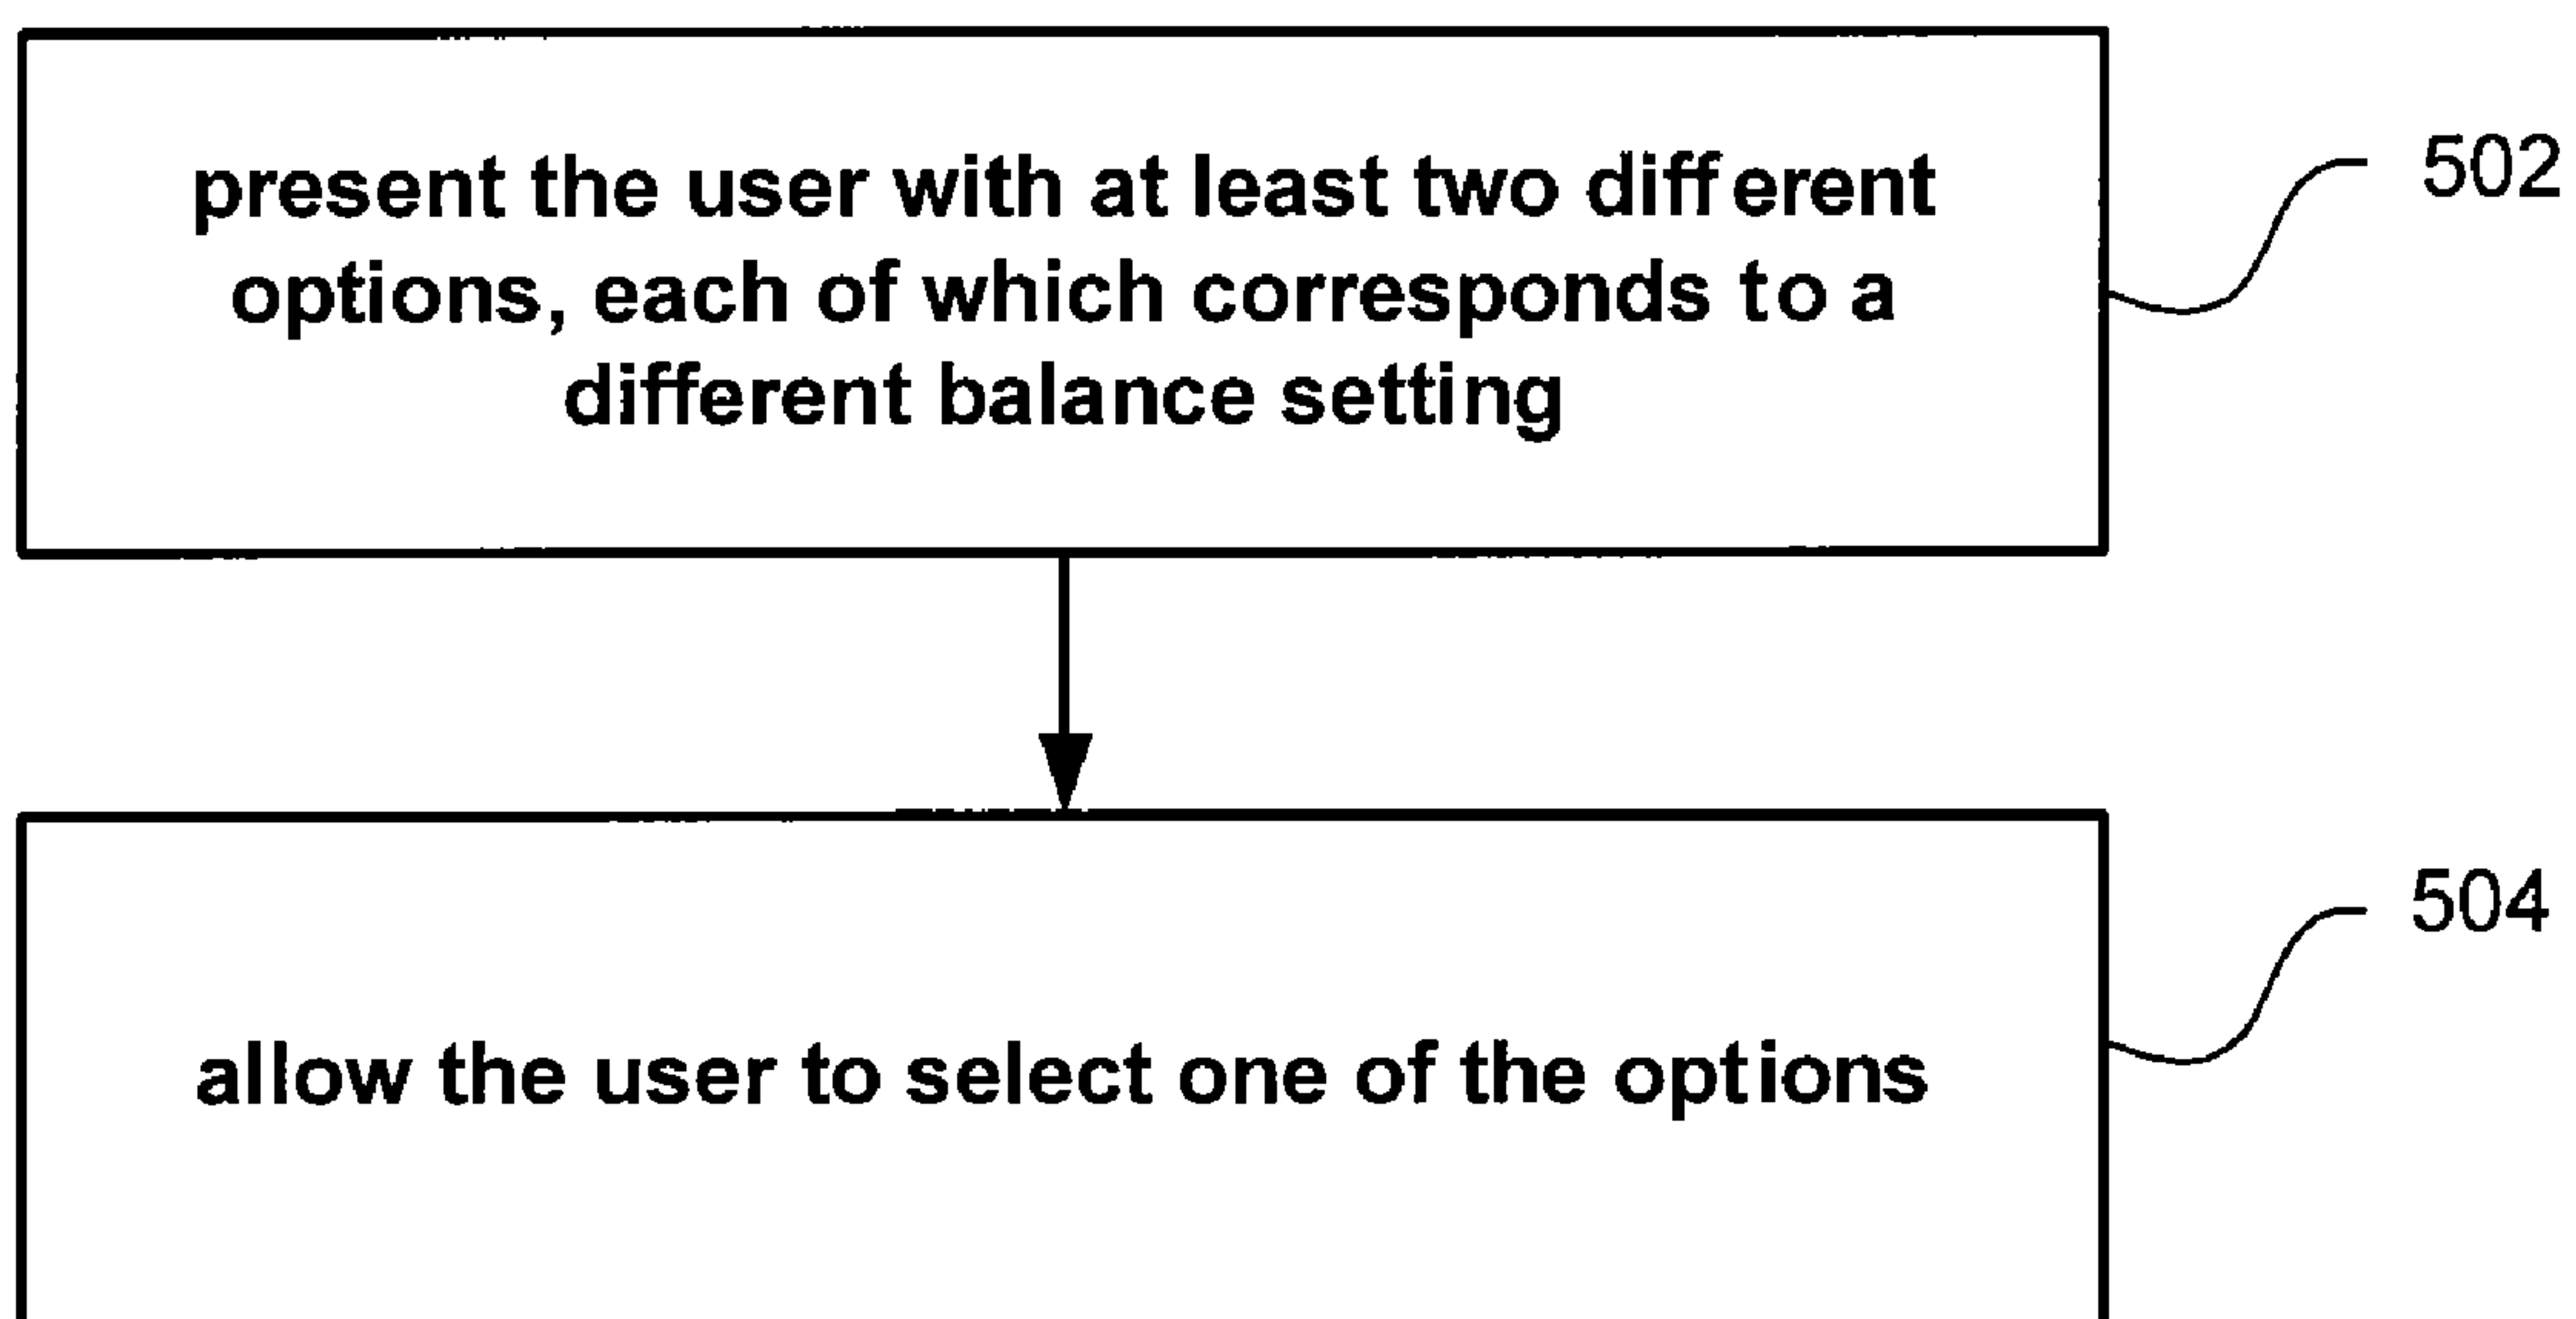 present the user with at least two different
options, each of which corresponds to a
different balance setting
502
allow the user to select one of the options
504